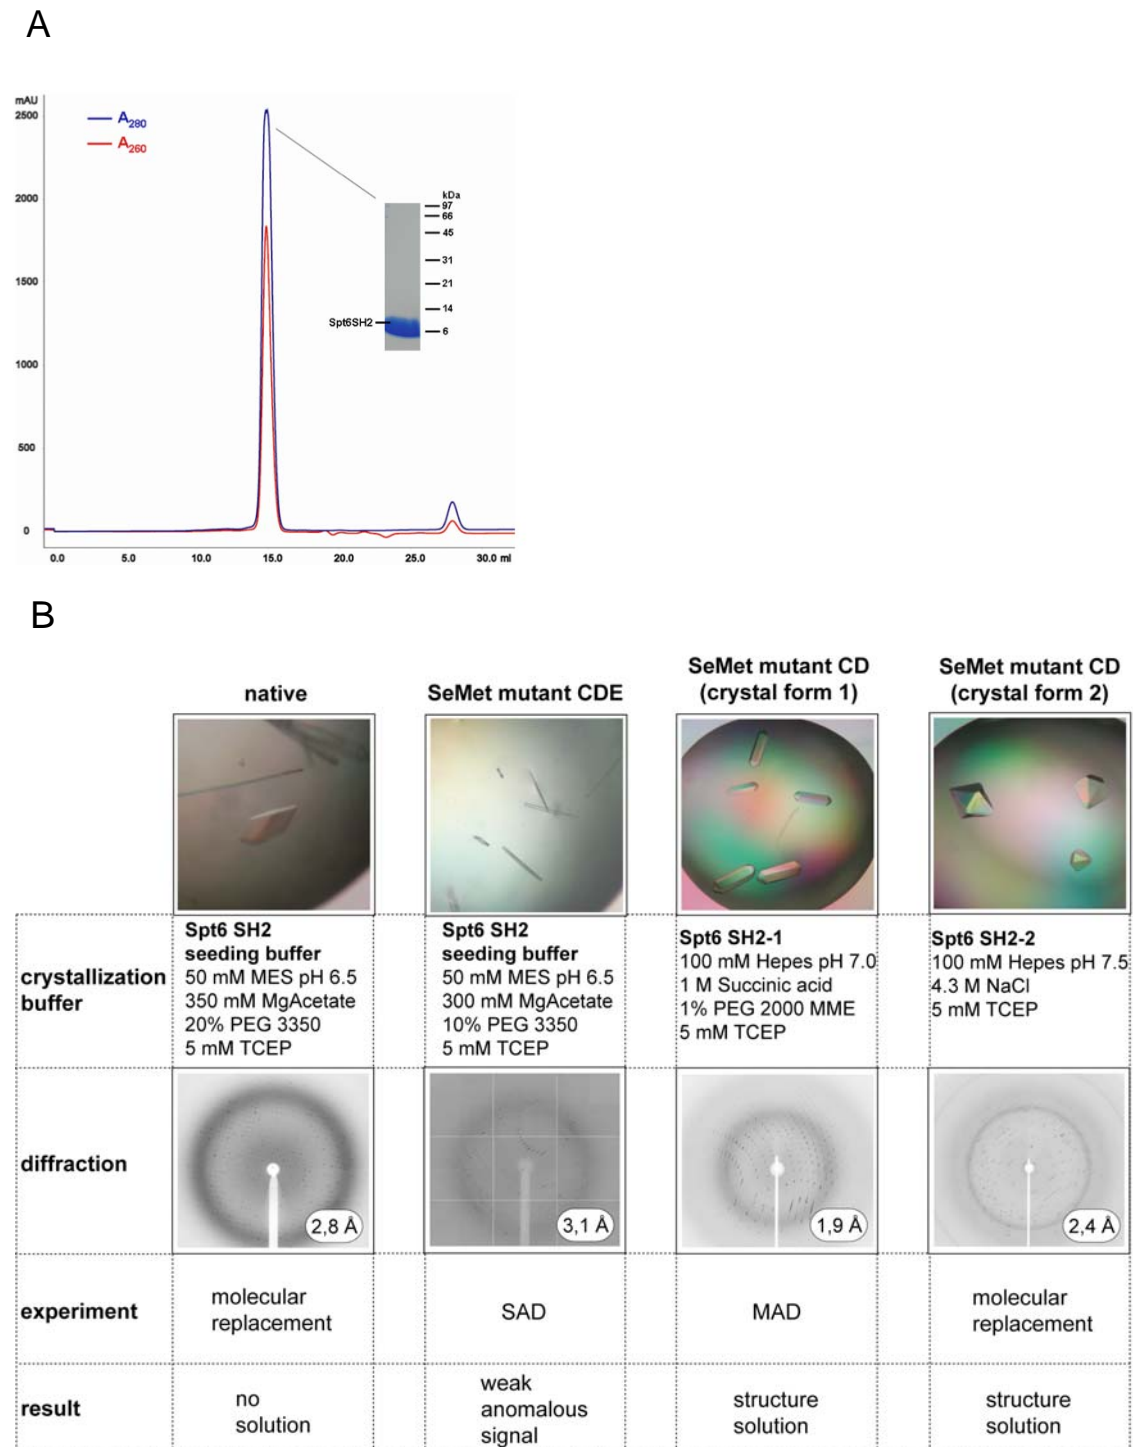 A
mAU
2500
2000
1500
1000
500
0
A280
A260
kDa
97
66
45
31
21
14
6
Spt6SH2
0.0 5.0 10.0 15.0 20.0 25.0 30.0 ml
B
native
SeMet mutant CDE
SeMet mutant CD
(crystal form 1)
SeMet mutant CD
(crystal form 2)
crystallization
buffer
Spt6 SH2
seeding buffer
50 mM MES pH 6.5
350 mM MgAcetate
20% PEG 3350
5 mM TCEP
Spt6 SH2
seeding buffer
50 mM MES pH 6.5
300 mM MgAcetate
10% PEG 3350
5 mM TCEP
Spt6 SH2-1
100 mM Hepes pH 7.0
1 M Succinic acid
1% PEG 2000 MME
5 mM TCEP
Spt6 SH2-2
100 mM Hepes pH 7.5
4.3 M NaCl
5 mM TCEP
diffraction
2,8 Å
3,1 Å
1,9 Å
2,4 Å
experiment
molecular
replacement
SAD
MAD
molecular
replacement
result
no
solution
weak
anomalous
signal
structure
solution
structure
solution